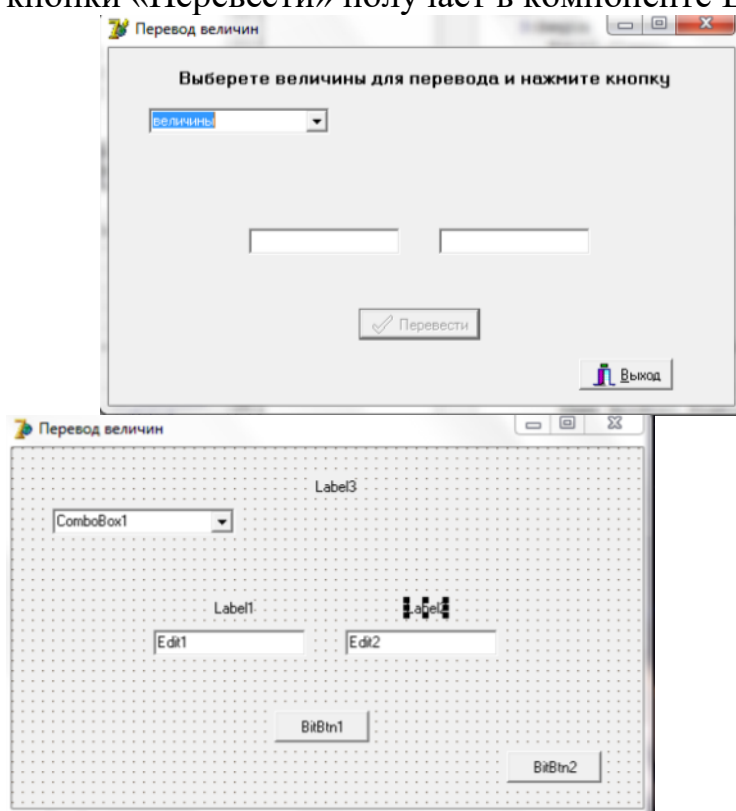 кнопки «Перевести» получает в компоненте
Перевод величин
Выберете величины для перевода и нажмите кнопку
величины
Перевести
Выход
Перевод величин
Label3
ComboBox1
Label1
Label2
Edit1
Edit2
BitBtn1
BitBtn2